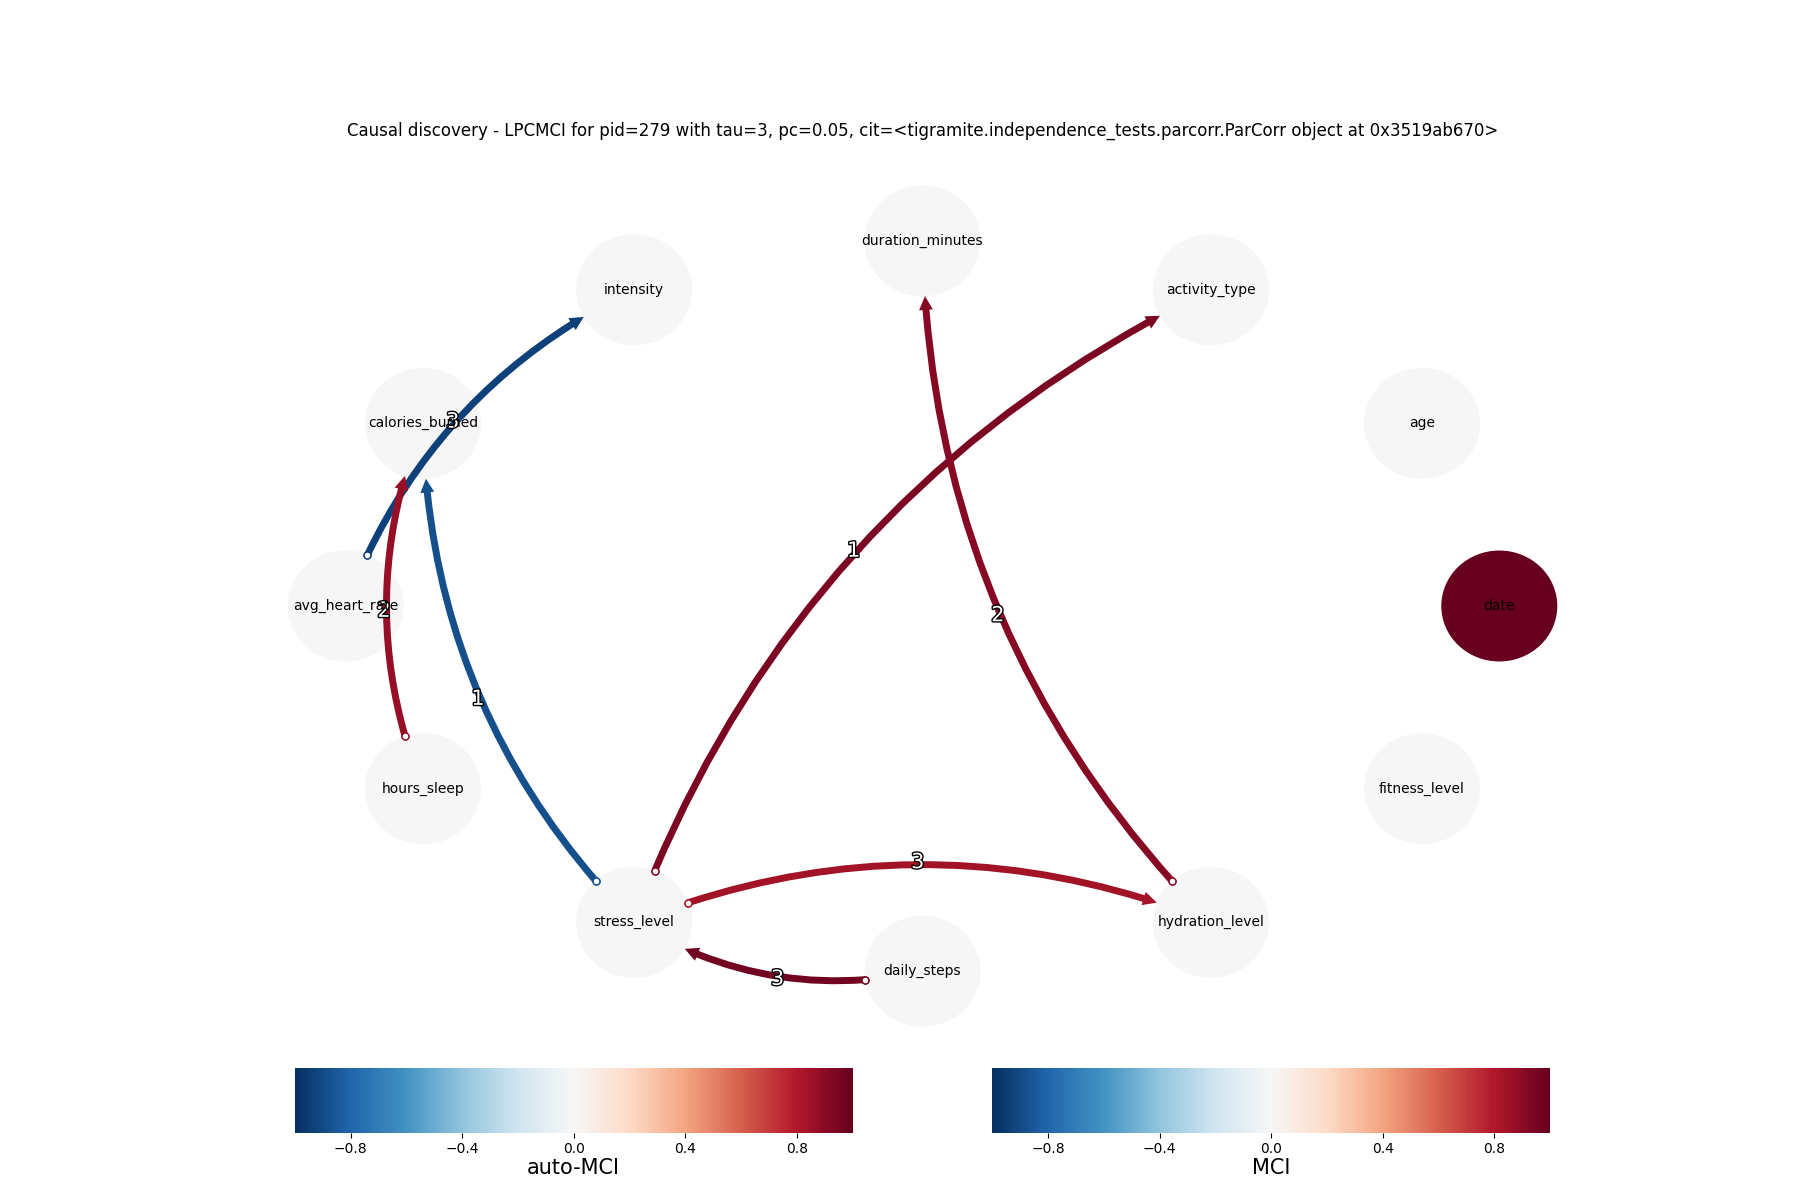 Causal discovery - LPCMCI for pid=279 with tau=3, pc=0.05, cit=<tigramite.independence_tests.parcorr.ParCorr object at 0x3519ab670>
duration_minutes
intensity
activity_type
calories_burned
3
age
1
avg_heart_rate
2
2
date
1
hours_sleep
fitness_level
3
stress_level
hydration_level
daily_steps
3
−0.8 −0.4 0.0 0.4 0.8
auto-MCI
−0.8 −0.4 0.0 0.4 0.8
MCI